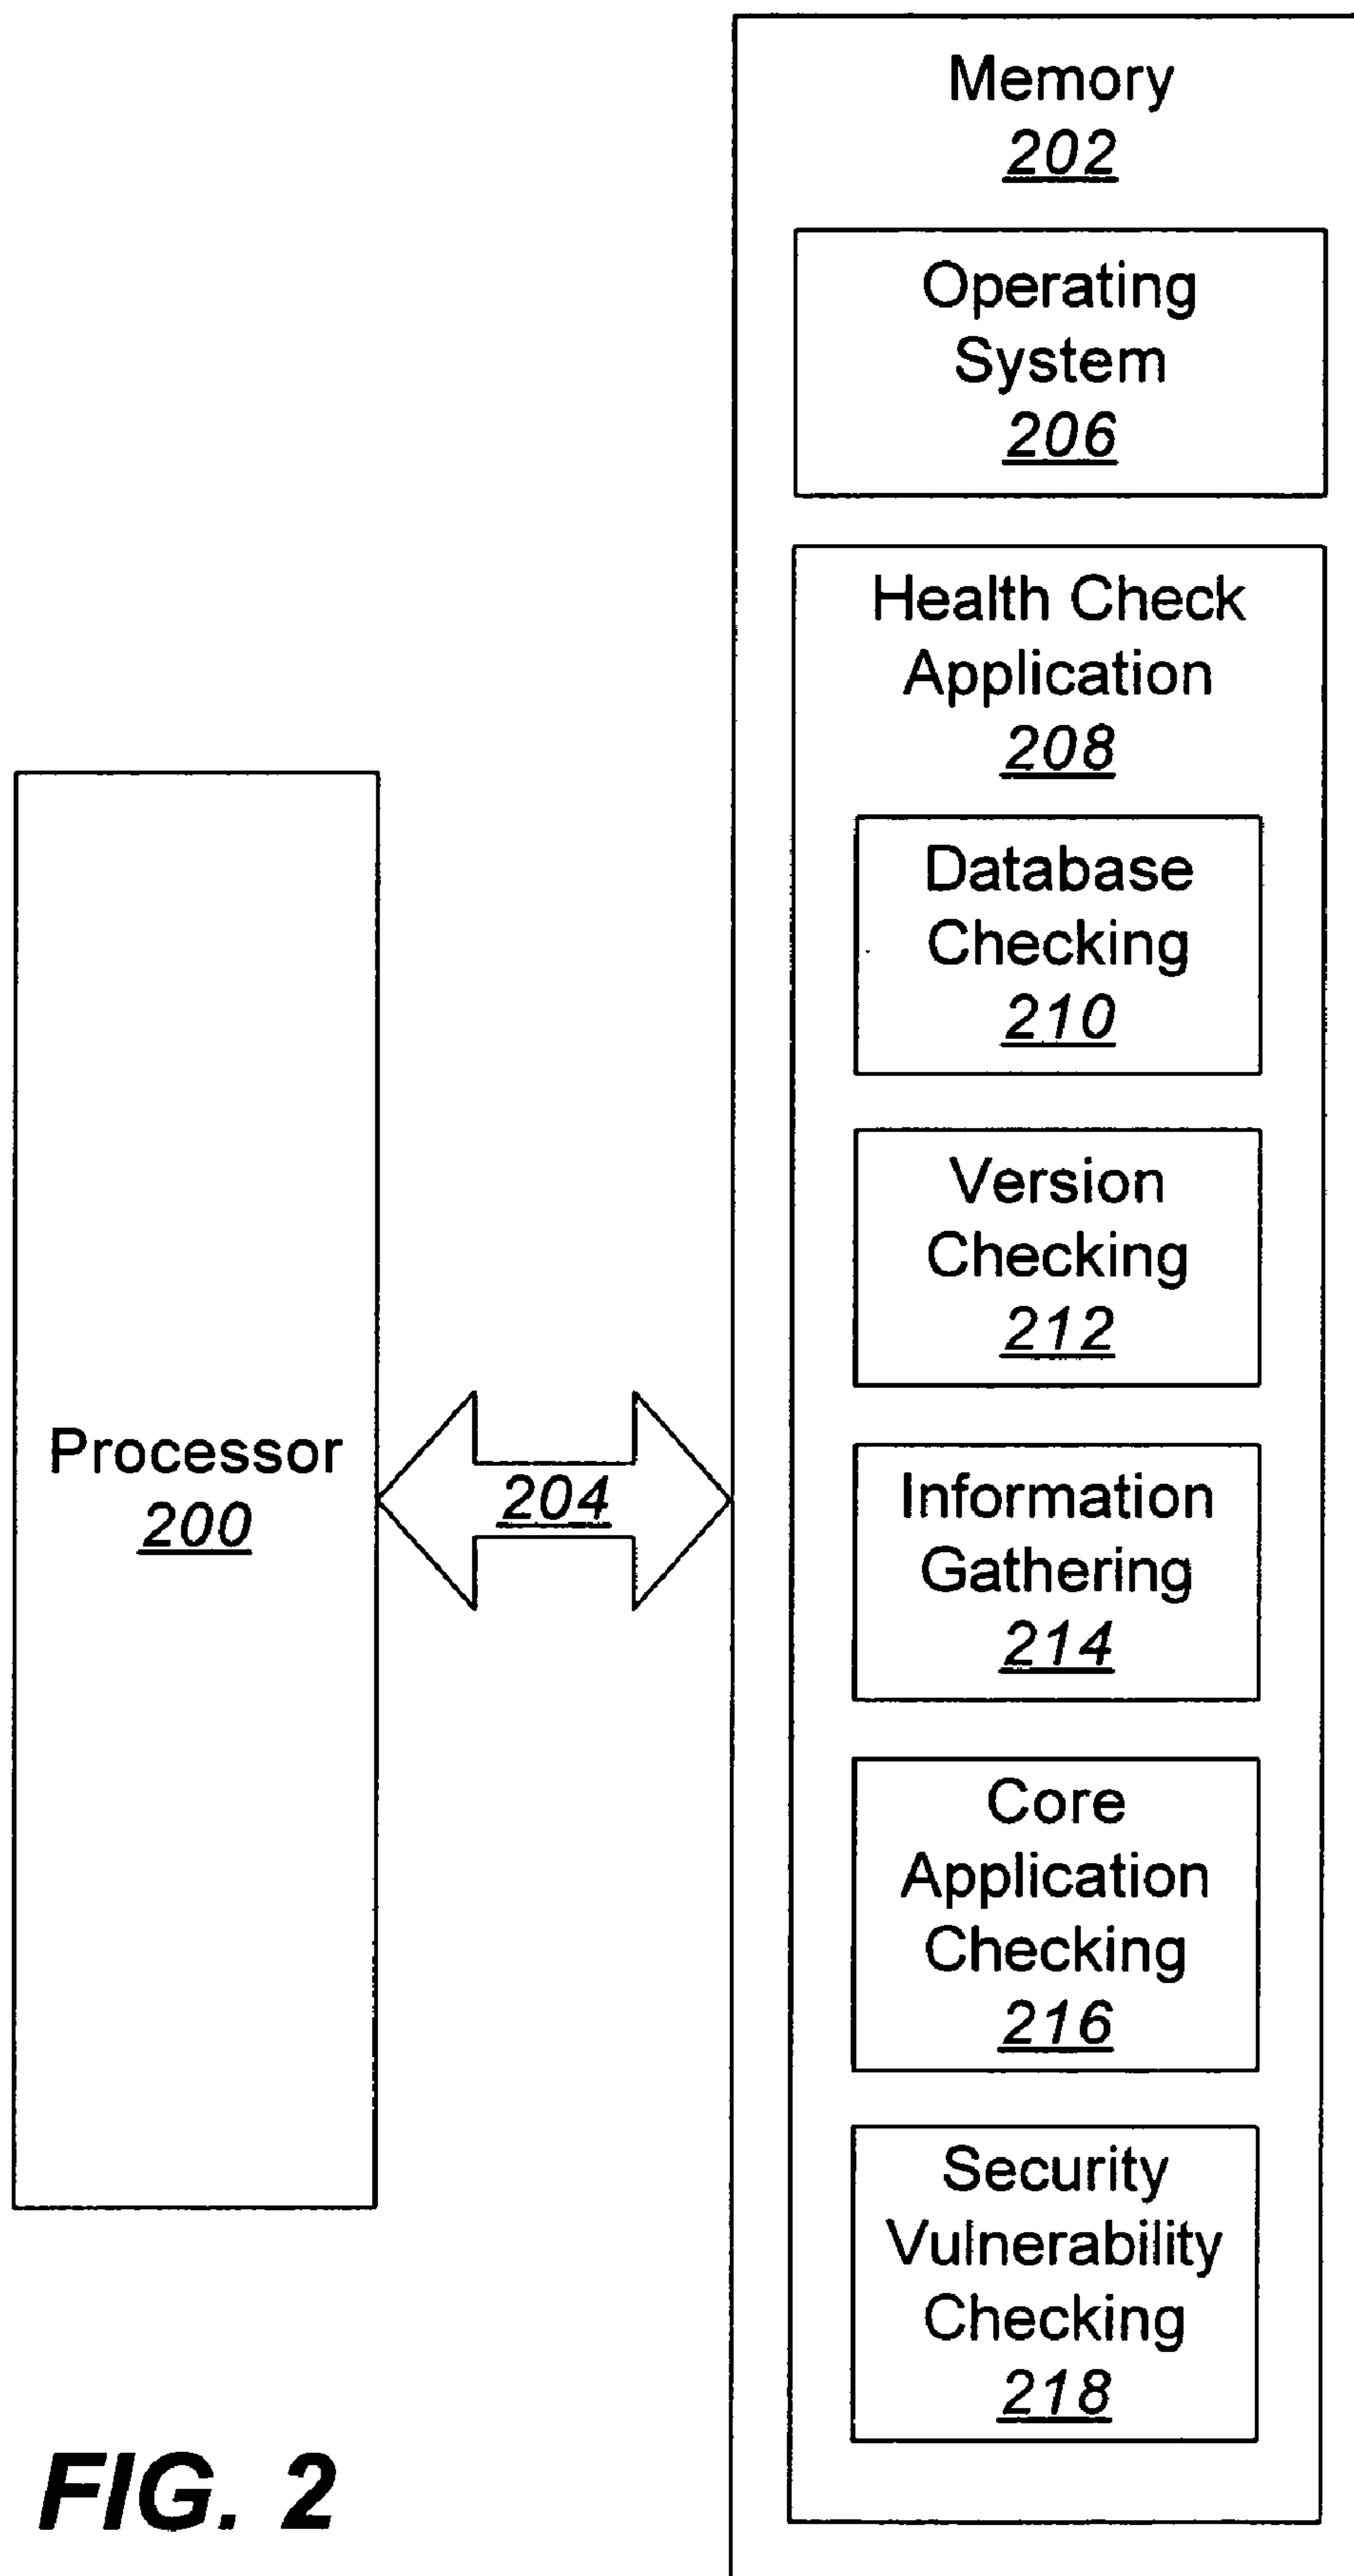 Memory
202
Operating
System
206
Health Check
Application
208
Database
Checking
210
Version
Checking
212
Processor
200
204
Information
Gathering
214
Core
Application
Checking
216
Security
Vulnerability
Checking
218
FIG. 2